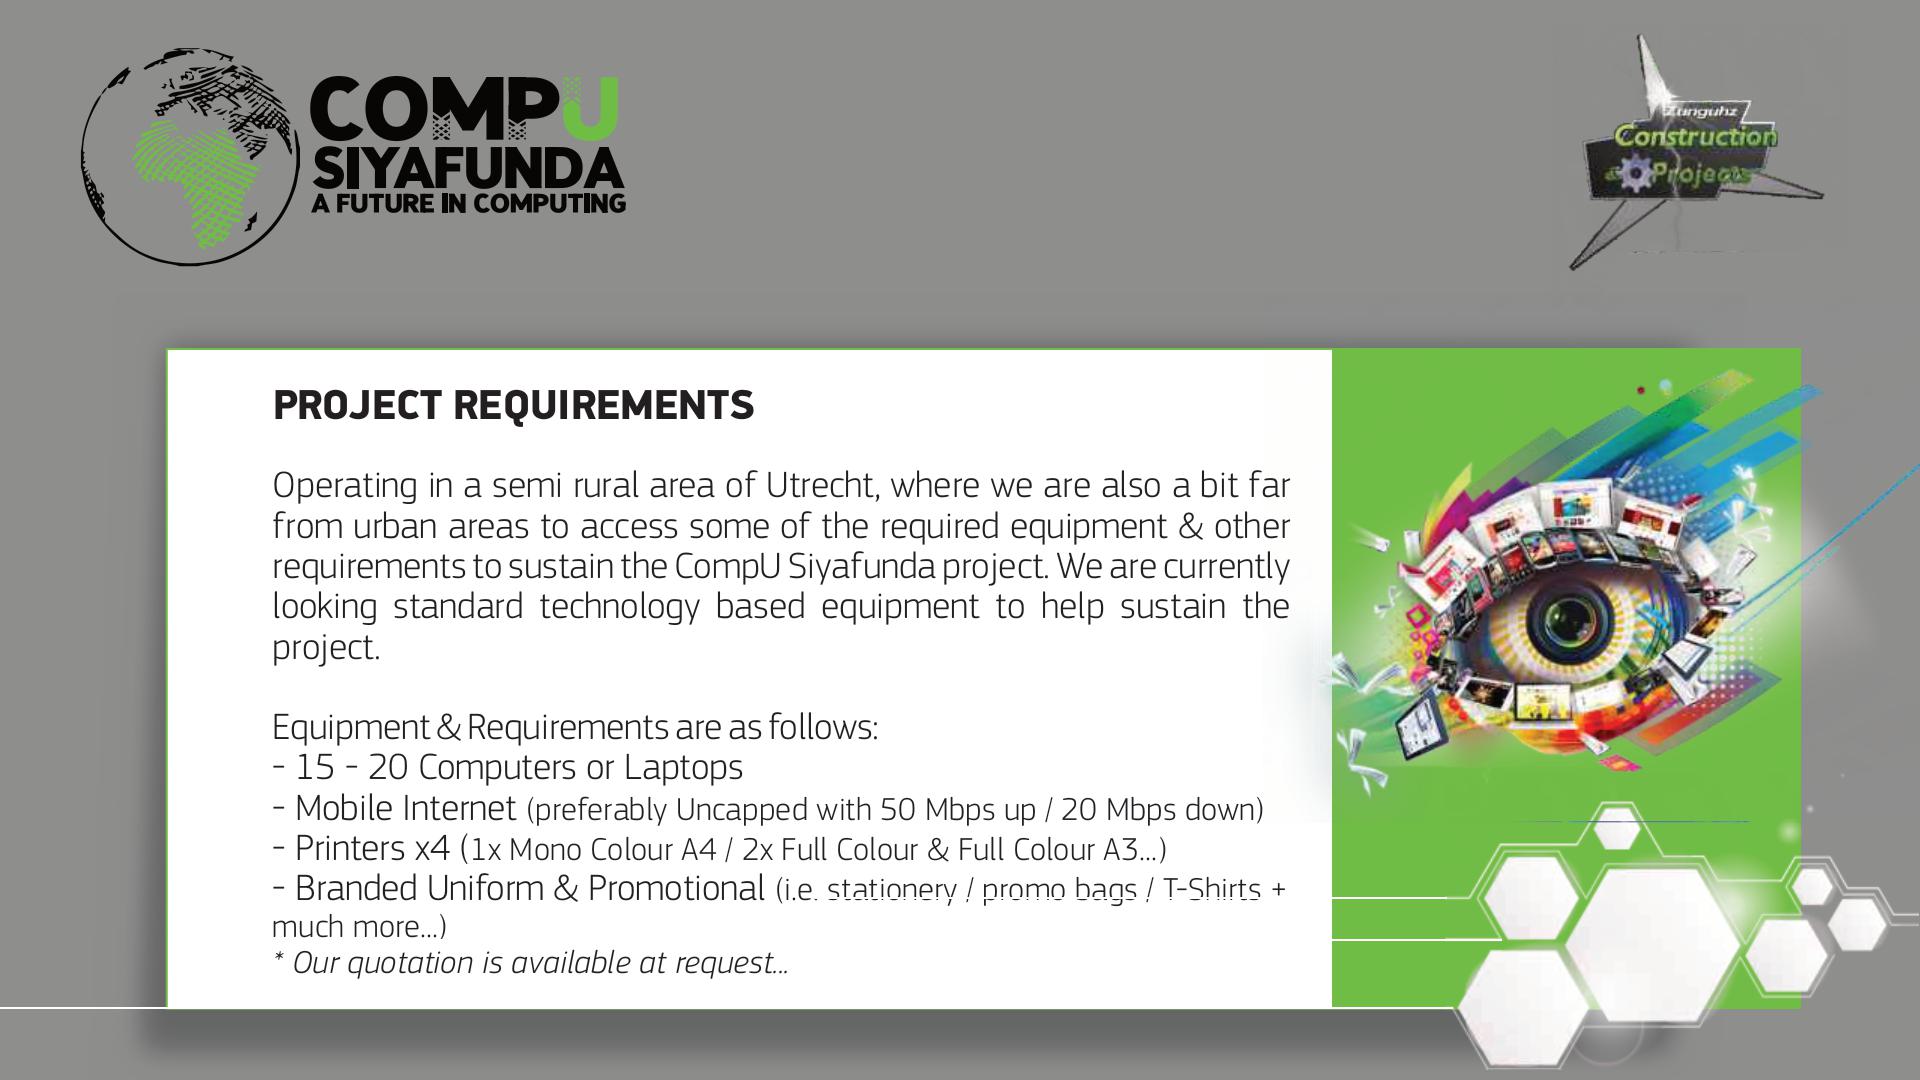 COMPU
SIYAFUNDA
A FUTURE IN COMPUTING
Zunguhz
Construction
& Projects
PROJECT REQUIREMENTS
Operating in a semi rural area of Utrecht, where we are also a bit far
from urban areas to access some of the required equipment & other
requirements to sustain the CompU Siyafunda project. We are currently
looking standard technology based equipment to help sustain the
project.
Equipment & Requirements are as follows:
- 15 - 20 Computers or Laptops
- Mobile Internet (preferably Uncapped with 50 Mbps up / 20 Mbps down)
- Printers x4 (1x Mono Colour A4 / 2x Full Colour & Full Colour A3...)
- Branded Uniform & Promotional (i.e. stationery / promo bags / T-Shirts +
much more...)
* Our quotation is available at request...